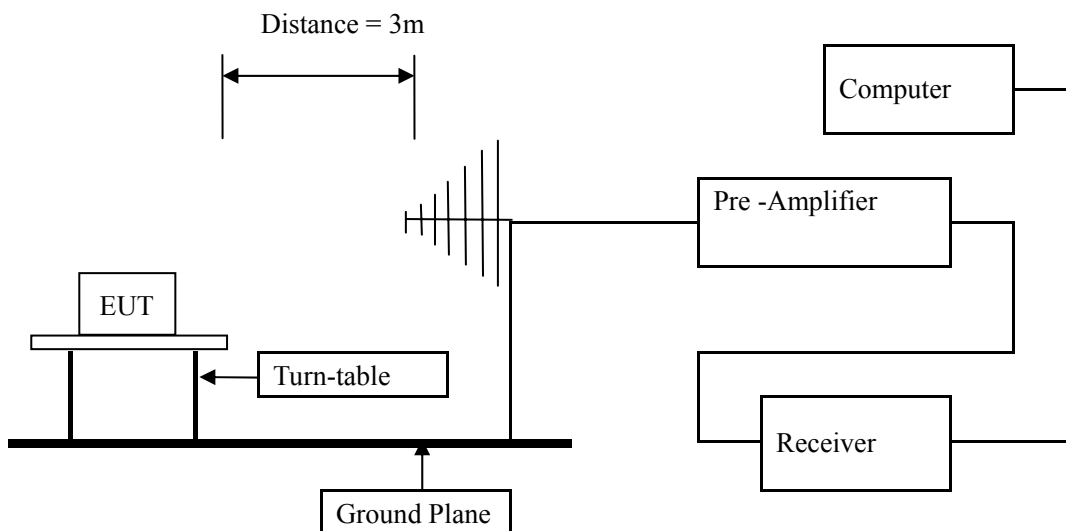 Distance = 3m
Computer
Pre -Amplifier
EUT
Turn-table
Receiver
Ground Plane